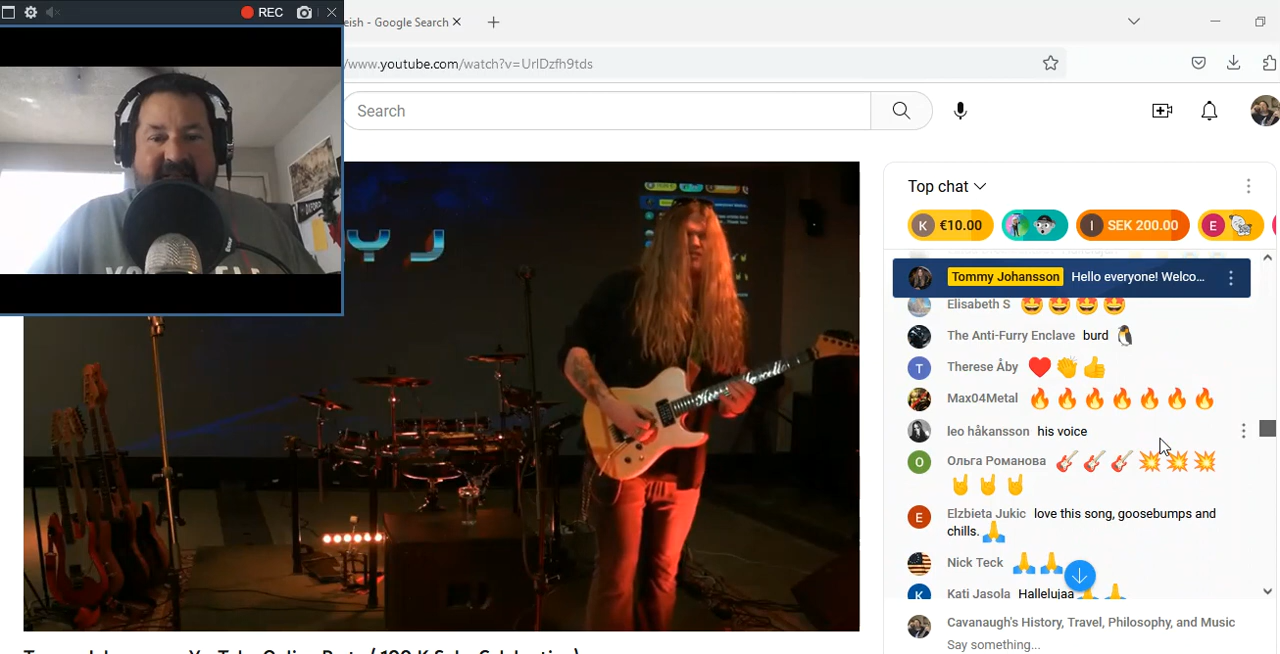 REC
eish - Google Search
/www.youtube.com/watch?v=UrlDzfh9tds
Search
Top chat
K €10.00
I SEK 200.00
E
Tommy Johansson Hello everyone! Welco...
Elisabeth S 🤩🤩🤩🤩
The Anti-Furry Enclave burd 🐧
T Therese Åby ❤️👏👍
Max04Metal 🔥🔥🔥🔥🔥🔥🔥
leo håkansson his voice
O Ольга Романова 🎸🎸🎸💥💥💥
🤘🤘🤘
E Elzbieta Jukic love this song, goosebumps and
chills. 🙏
Nick Teck 🙏🙏
K Kati Jasola Hallelujaa 🙏🙏
Cavanaugh's History, Travel, Philosophy, and Music
Say something...
YJ